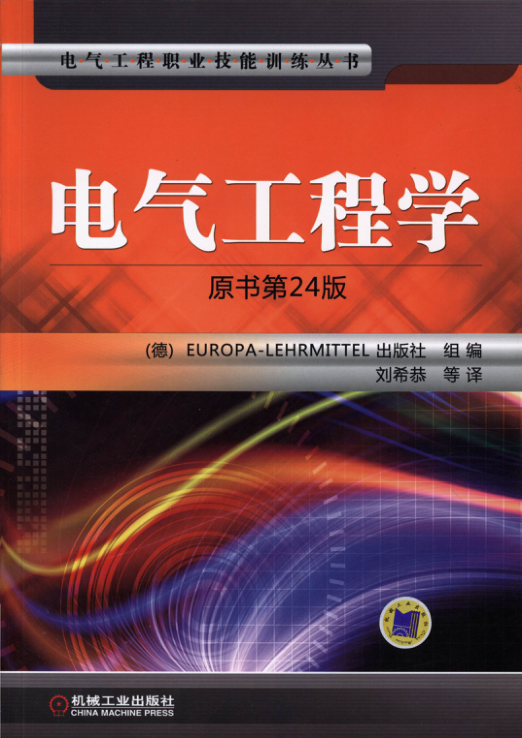 电·气·工·程·职·业·技·能·训·练·丛·书
电气工程学
原书第24版
(德) EUROPA-LEHRMITTEL 出版社 组 编
刘希恭 等 译
机械工业出版社
CHINA MACHINE PRESS